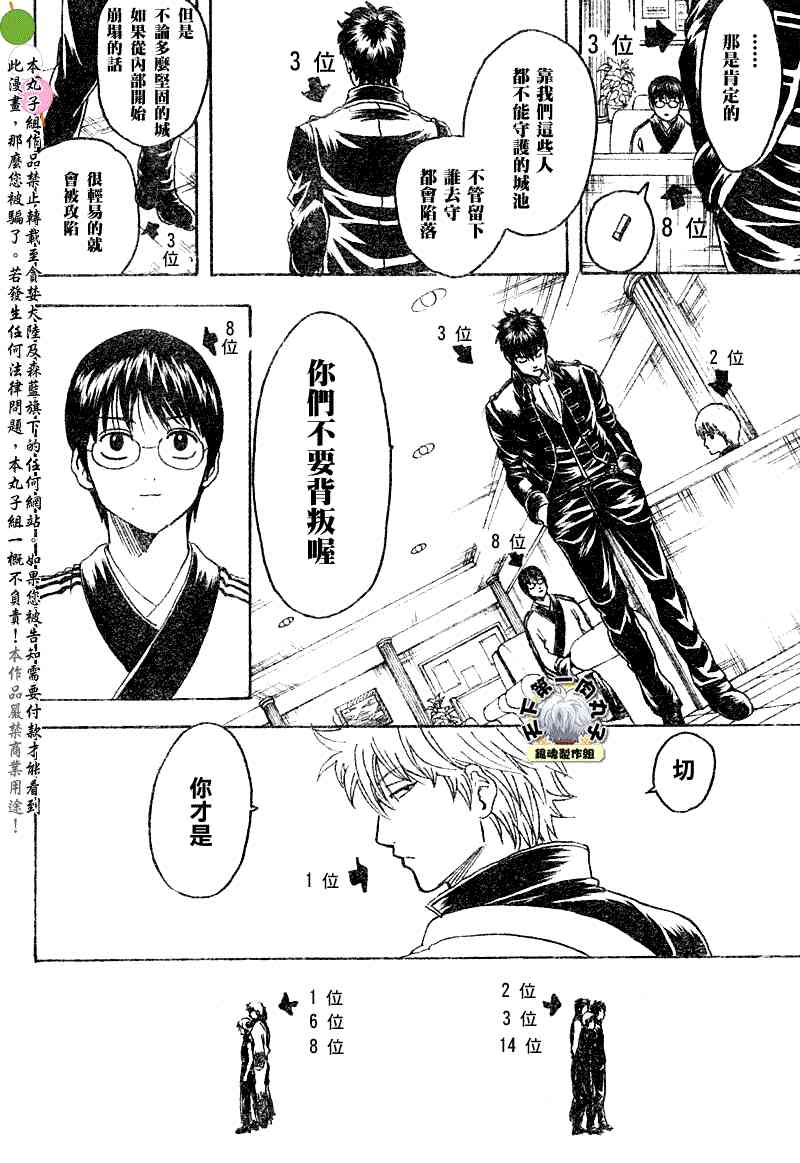 ……
那是肯定的
3 位
8 位
靠我們這些人
都不能守護的城池
不管留下
誰去守
都會陷落
3 位
但是
不論多麼堅固的城
如果從內部開始
崩塌的話
很輕易的就
會被攻陷
3 位
3 位
2 位
8 位
你們不要背叛喔
8 位
切
你才是
1 位
天下第一肉丸子
銀魂製作組
2 位
3 位
14 位
1 位
6 位
8 位
本丸子組作品禁止轉載至貪婪大陸及森藍旗下的任何網站。如果您被告知需要付款才能看到
此漫畫，那麼您被騙了。若發生任何法律問題，本丸子組一概不負責！本作品嚴禁商業用途！